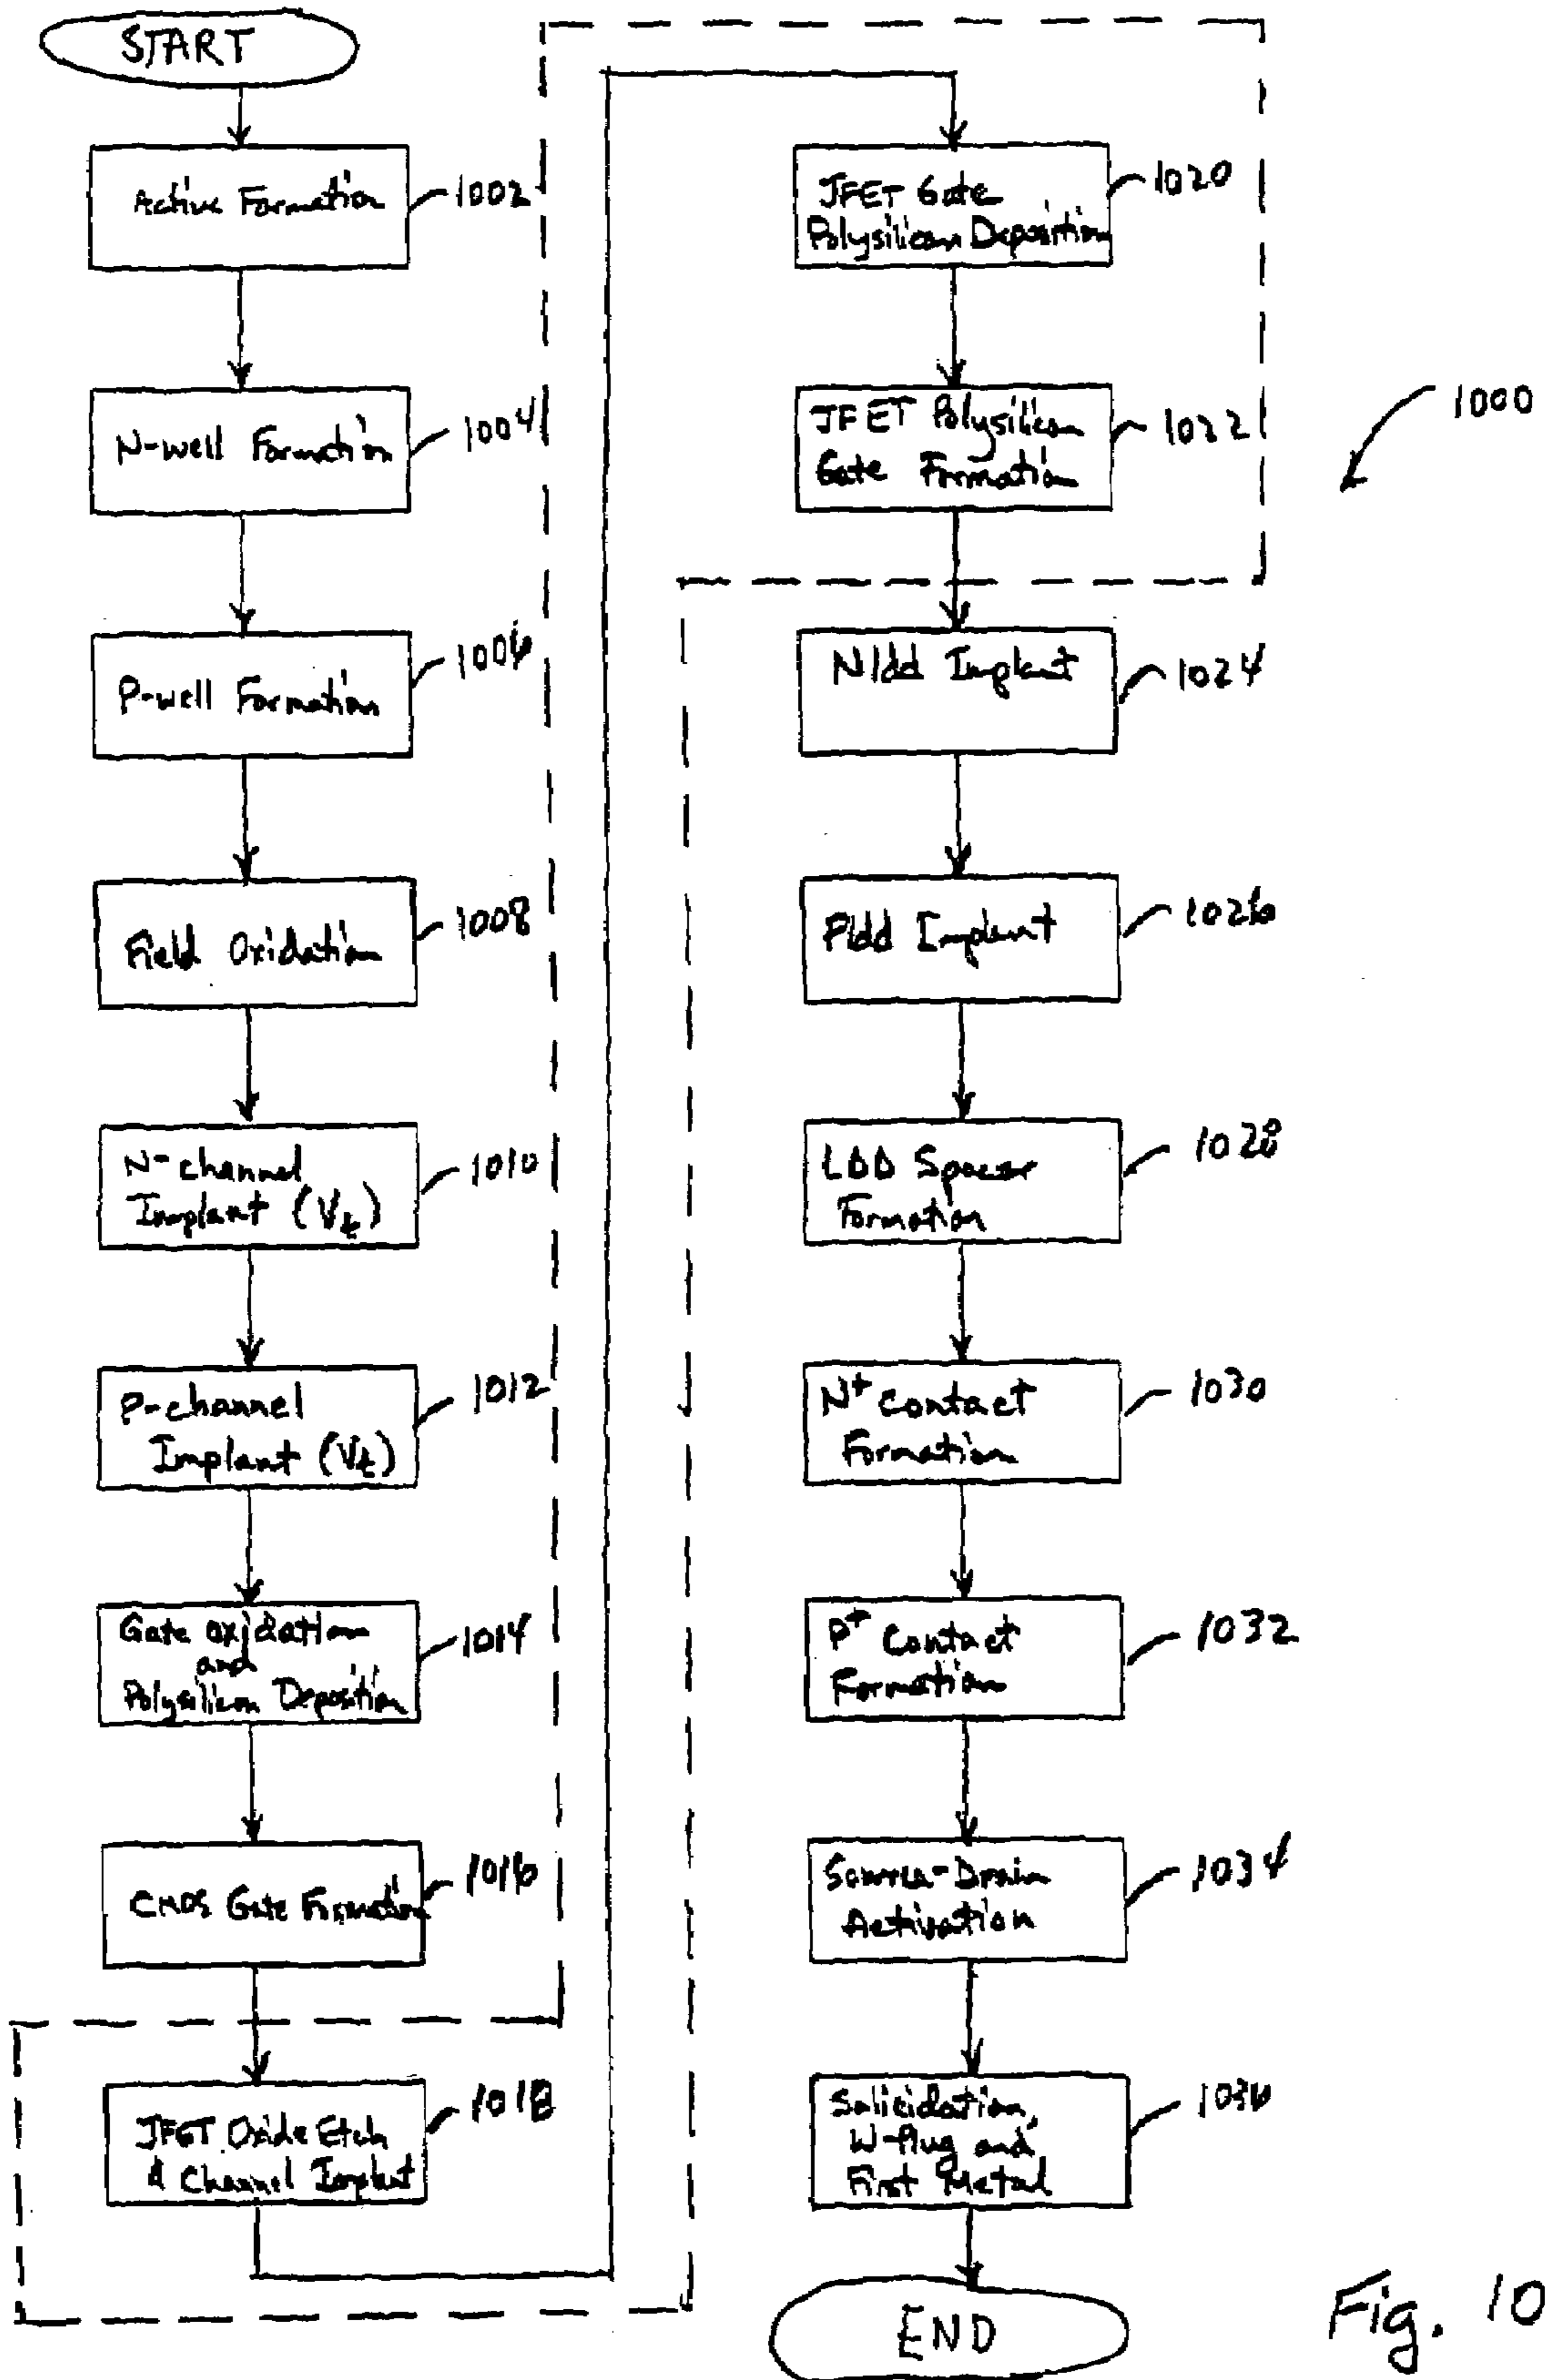 START
Active Formation
1002
N-well Formation
1004
P-well Formation
1006
Field Oxidation
1008
N-channel
Implant (Vt)
1010
P-channel
Implant (Vt)
1012
Gate oxidation
and
Polysilicon Deposition
1014
CMOS Gate Formation
1016
JFET Oxide Etch
& Channel Implant
1018
JFET Gate
Polysilicon Deposition
1020
JFET Polysilicon
Gate Formation
1022
Nldd Implant
1024
Pldd Implant
1026
LDD Spacer
Formation
1028
N+ Contact
Formation
1030
P+ Contact
Formation
1032
Source-Drain
Activation
1034
Salicidation,
W-Plug and
First Metal
1036
END
1000
Fig. 10